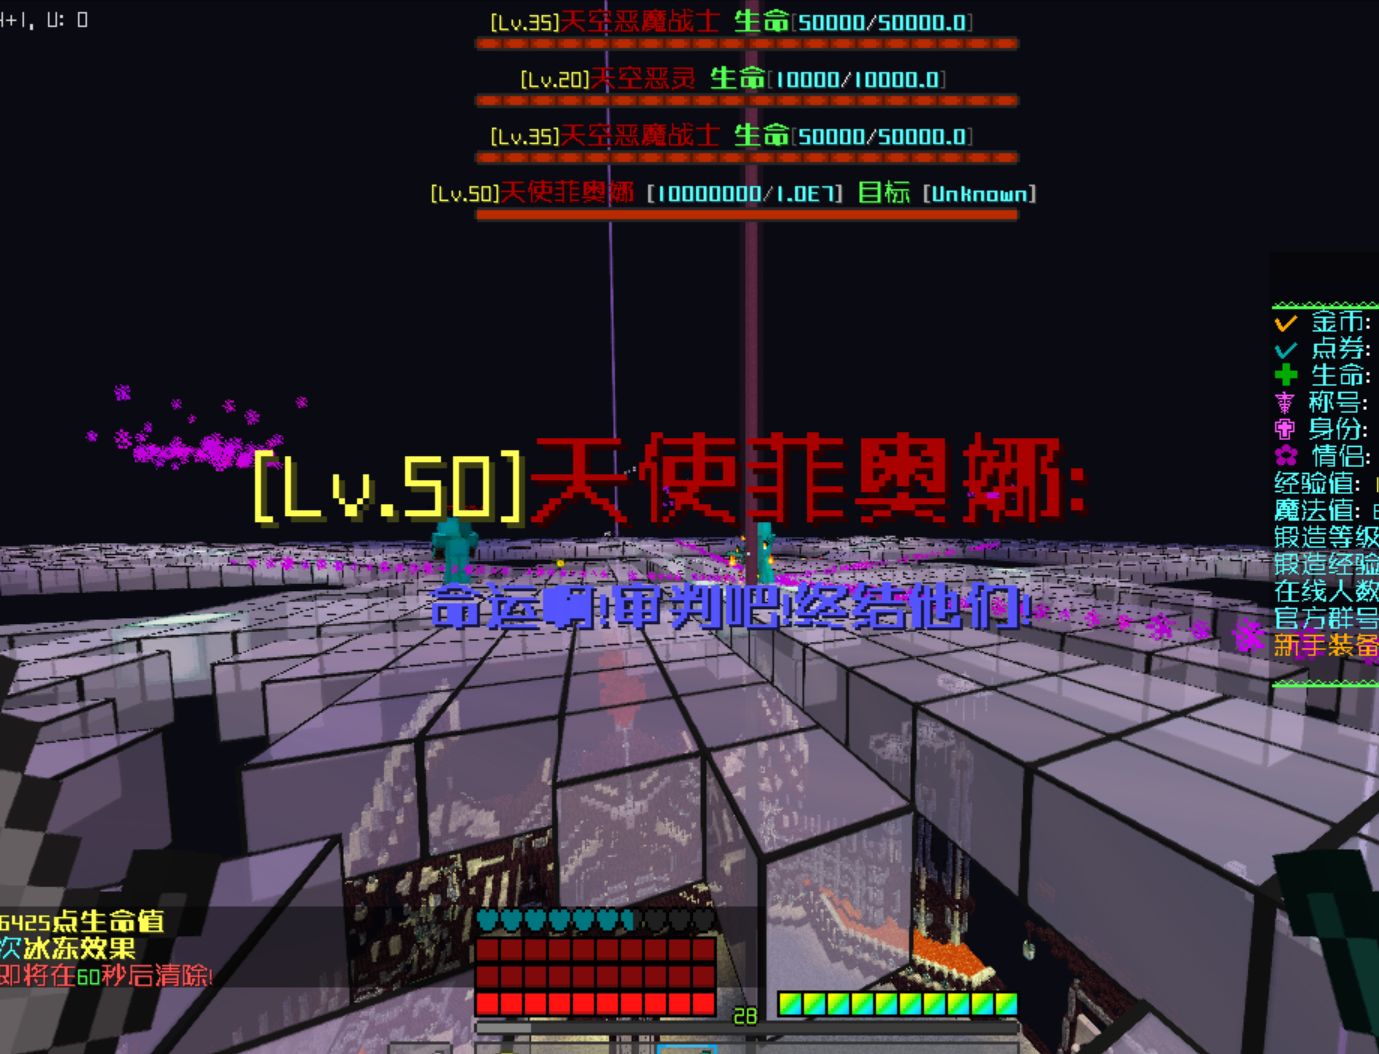 H+I, U: 0
[Lv.35]天空恶魔战士 生命[50000/50000.0]
[Lv.20]天空恶灵 生命[10000/10000.0]
[Lv.35]天空恶魔战士 生命[50000/50000.0]
[Lv.50]天使菲奥娜 [10000000/1.0E7] 目标 [Unknown]
[Lv.50]天使菲奥娜:
命运啊!审判吧!终结他们!
金币:
点券:
生命:
称号:
身份:
情侣:
经验值:
魔法值:
锻造等级
锻造经验
在线人数
官方群号
新手装备
6425点生命值
次冰冻效果
即将在60秒后清除!
28